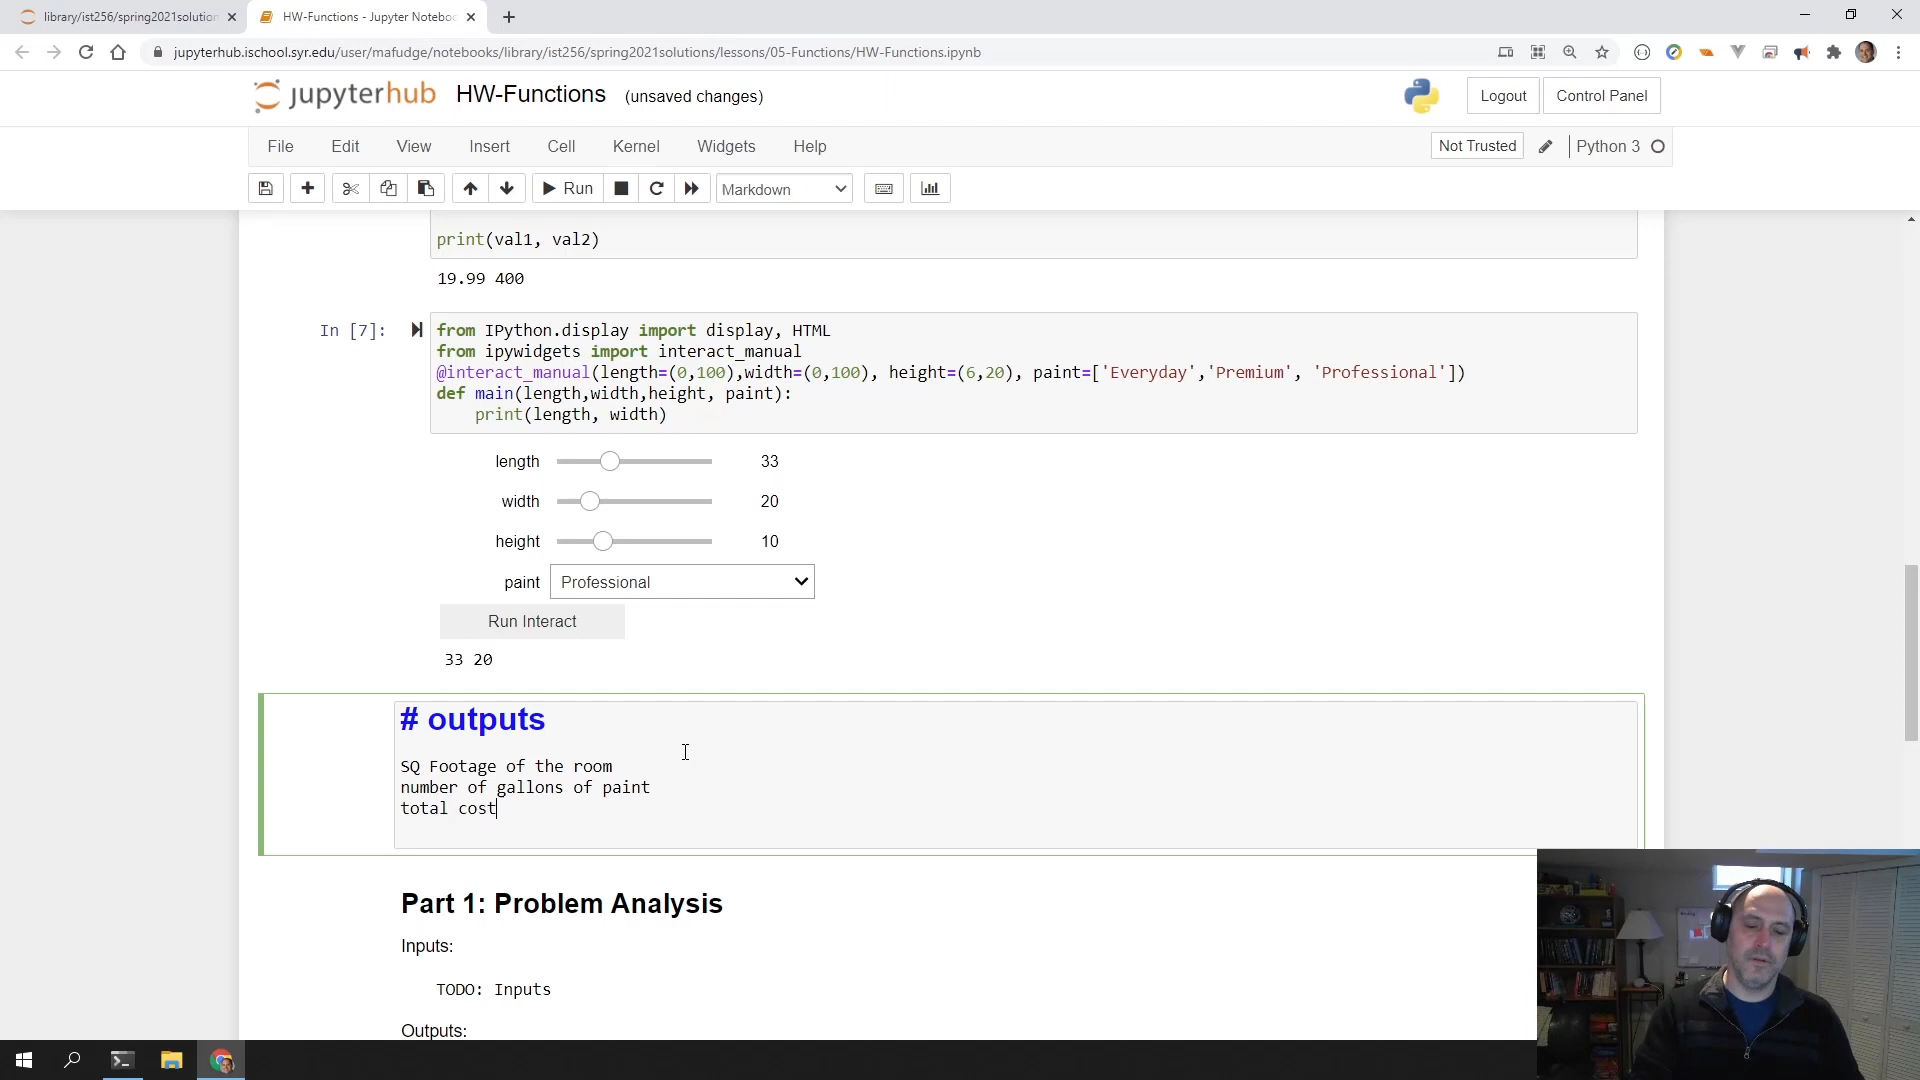 library/ist256/spring2021solution
HW-Functions - Jupyter Noteboo
jupyterhub.ischool.syr.edu/user/mafudge/notebooks/library/ist256/spring2021solutions/lessons/05-Functions/HW-Functions.ipynb
jupyterhub HW-Functions (unsaved changes)
Logout Control Panel
File Edit View Insert Cell Kernel Widgets Help
Not Trusted Python 3
Run Markdown
print(val1, val2)
19.99 400
In [7]:
from IPython.display import display, HTML
from ipywidgets import interact_manual
@interact_manual(length=(0,100),width=(0,100), height=(6,20), paint=['Everyday','Premium', 'Professional'])
def main(length,width,height, paint):
    print(length, width)
length 33
width 20
height 10
paint Professional
Run Interact
33 20
# outputs
SQ Footage of the room
number of gallons of paint
total cost
Part 1: Problem Analysis
Inputs:
TODO: Inputs
Outputs: